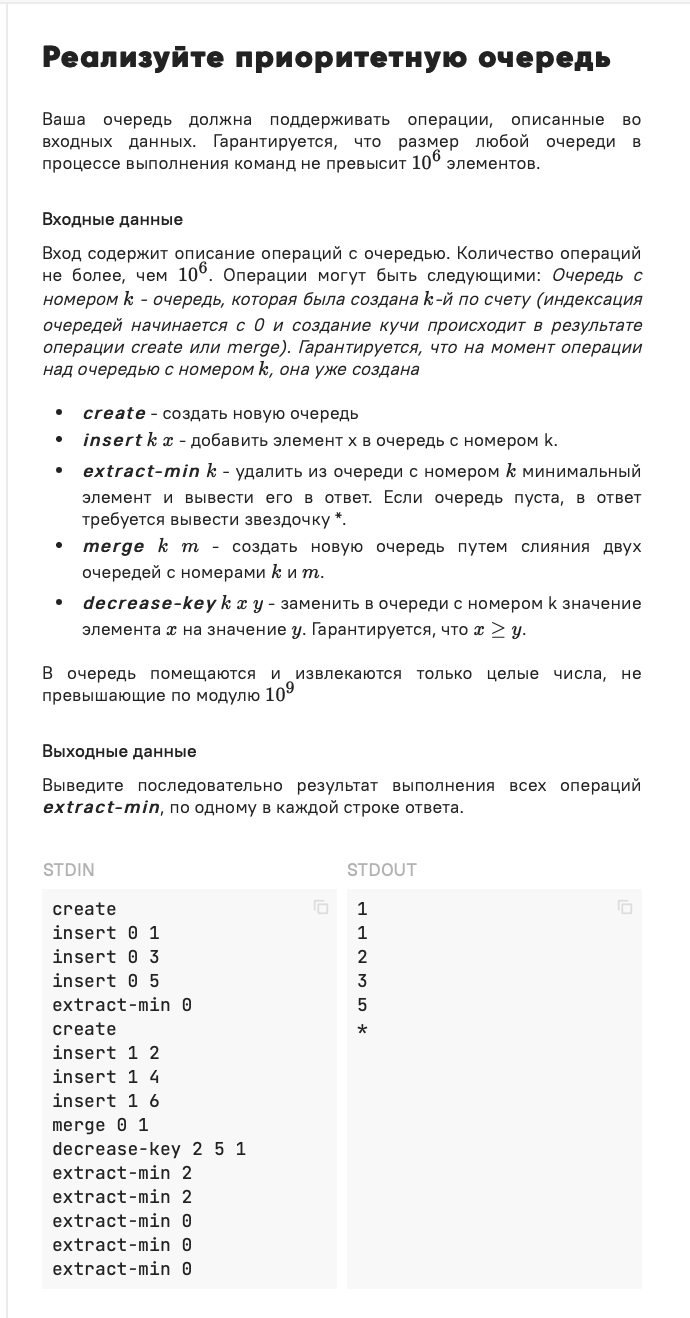 Реализуйте приоритетную очередь
Ваша очередь должна поддерживать операции, описанные во
входных данных. Гарантируется, что размер любой очереди в
процессе выполнения команд не превысит 10⁶ элементов.
Входные данные
Вход содержит описание операций с очередью. Количество операций
не более, чем 10⁶. Операции могут быть следующими: Очередь с
номером k - очередь, которая была создана k-й по счету (индексация
очередей начинается с 0 и создание кучи происходит в результате
операции create или merge). Гарантируется, что на момент операции
над очередью с номером k, она уже создана
• create - создать новую очередь
• insert k x - добавить элемент x в очередь с номером k.
• extract-min k - удалить из очереди с номером k минимальный
элемент и вывести его в ответ. Если очередь пуста, в ответ
требуется вывести звездочку *.
• merge k m - создать новую очередь путем слияния двух
очередей с номерами k и m.
• decrease-key k x y - заменить в очереди с номером k значение
элемента x на значение y. Гарантируется, что x ≥ y.
В очередь помещаются и извлекаются только целые числа, не
превышающие по модулю 10⁹
Выходные данные
Выведите последовательно результат выполнения всех операций
extract-min, по одному в каждой строке ответа.
STDIN
create
insert 0 1
insert 0 3
insert 0 5
extract-min 0
create
insert 1 2
insert 1 4
insert 1 6
merge 0 1
decrease-key 2 5 1
extract-min 2
extract-min 2
extract-min 0
extract-min 0
extract-min 0
STDOUT
1
1
2
3
5
*